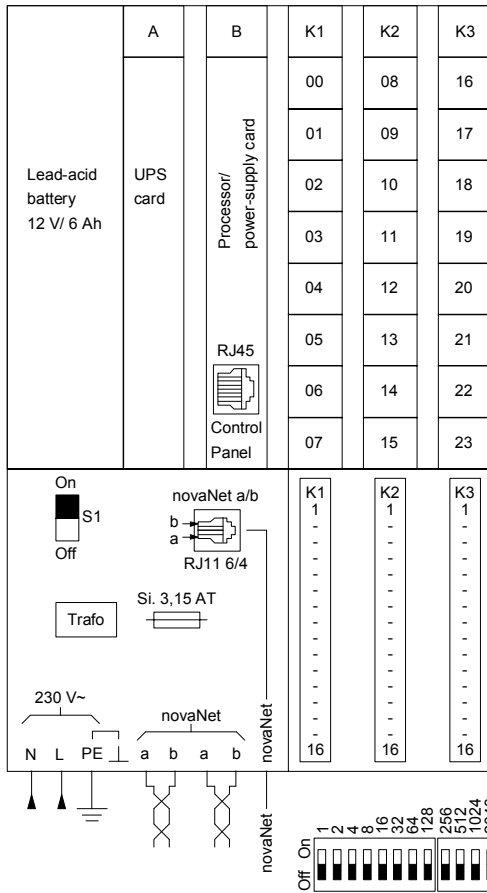 A B K1 K2 K3
00 08 16
01 09 17
02 10 18
03 11 19
04 12 20
05 13 21
06 14 22
07 15 23
Lead-acid
battery
12 V/ 6 Ah
UPS
card
Processor/
power-supply card
RJ45
Control
Panel
On
S1
Off
novaNet a/b
b
a
RJ11 6/4
Trafo
Si. 3,15 AT
230 V~
N L PE
novaNet
a b a b
novaNet
novaNet
K1 K2 K3
1 1 1
- - -
- - -
- - -
- - -
- - -
- - -
- - -
- - -
- - -
- - -
- - -
- - -
- - -
- - -
16 16 16
1 2 4 8 16 32 64 128 256 512 1024
On
Off